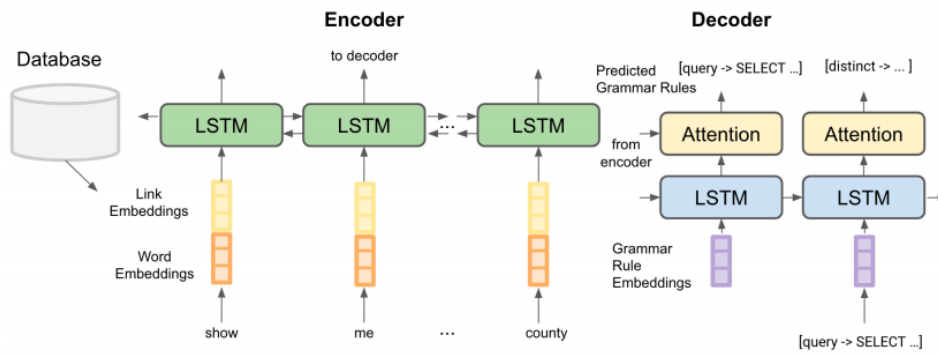 Encoder
Decoder
Database
to decoder
Predicted
Grammar Rules
[query -> SELECT ...]
[distinct -> ... ]
LSTM
LSTM
...
LSTM
from
encoder
Attention
Attention
LSTM
LSTM
Link
Embeddings
Word
Embeddings
Grammar
Rule
Embeddings
show
me
...
county
[query -> SELECT ...]